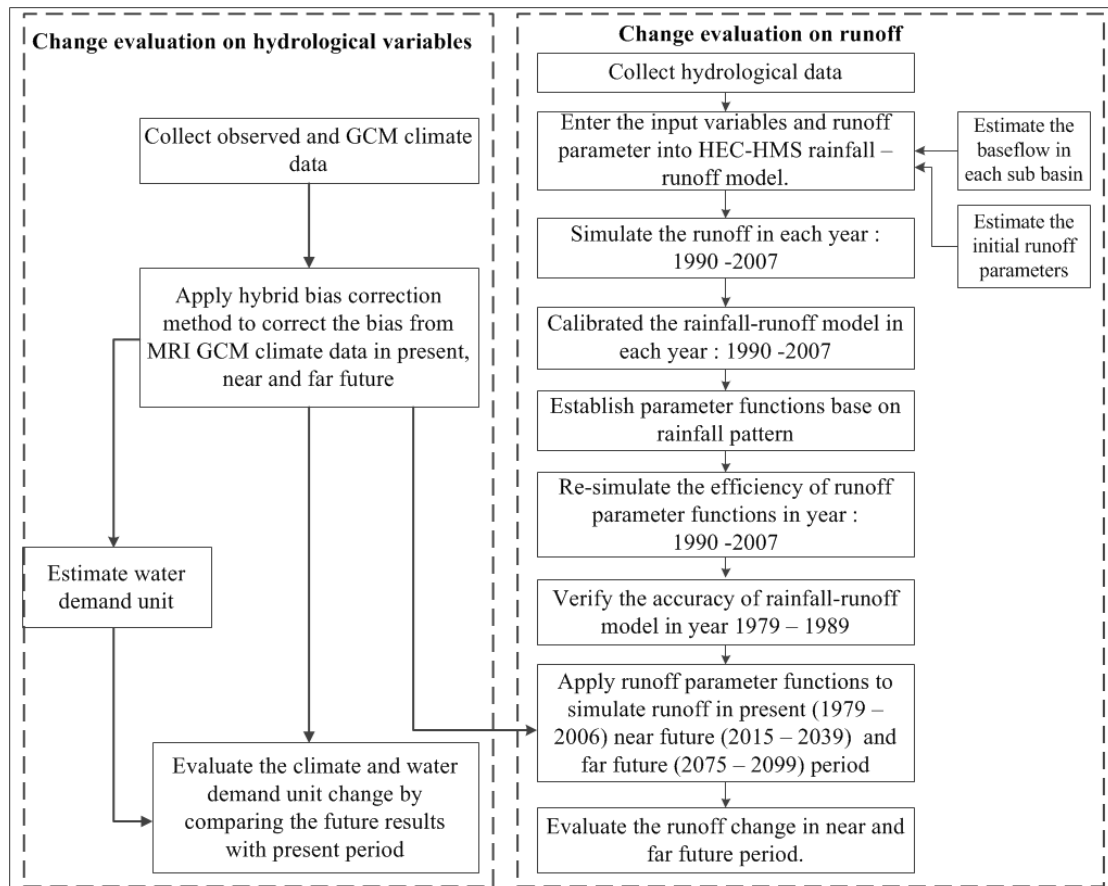 Change evaluation on hydrological variables
Collect observed and GCM climate
data
Apply hybrid bias correction
method to correct the bias from
MRI GCM climate data in present,
near and far future
Estimate water
demand unit
Evaluate the climate and water
demand unit change by
comparing the future results
with present period
Change evaluation on runoff
Collect hydrological data
Enter the input variables and runoff
parameter into HEC-HMS rainfall –
runoff model.
Estimate the
baseflow in
each sub basin
Estimate the
initial runoff
parameters
Simulate the runoff in each year :
1990 -2007
Calibrated the rainfall-runoff model in
each year : 1990 -2007
Establish parameter functions base on
rainfall pattern
Re-simulate the efficiency of runoff
parameter functions in year :
1990 -2007
Verify the accuracy of rainfall-runoff
model in year 1979 – 1989
Apply runoff parameter functions to
simulate runoff in present (1979 –
2006) near future (2015 – 2039) and
far future (2075 – 2099) period
Evaluate the runoff change in near and
far future period.